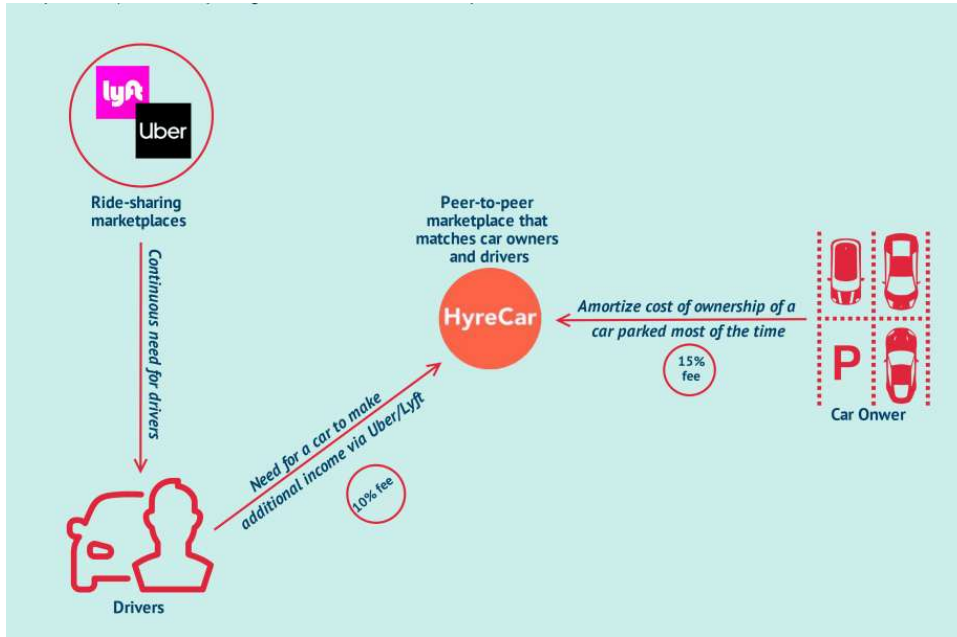 lyft
Uber
Ride-sharing
marketplaces
Continuous need for drivers
Peer-to-peer
marketplace that
matches car owners
and drivers
HyreCar
Amortize cost of ownership of a
car parked most of the time
15%
fee
P
Car Onwer
Need for a car to make
additional income via Uber/Lyft
10% fee
Drivers